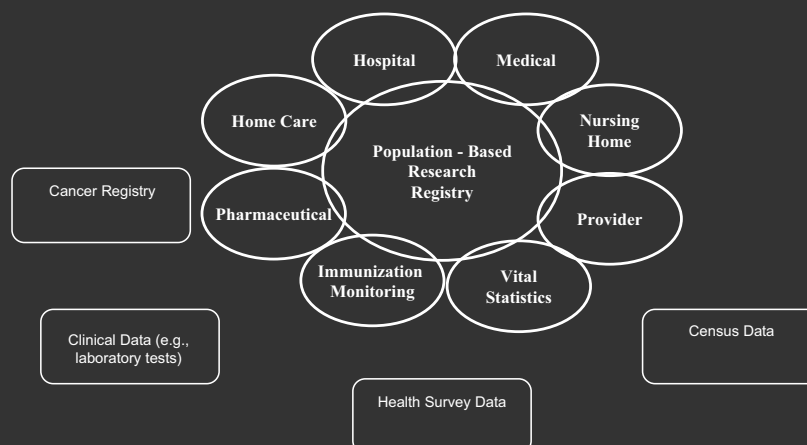 Hospital
Medical
Home Care
Nursing
Home
Population - Based
Research
Registry
Cancer Registry
Pharmaceutical
Provider
Immunization
Monitoring
Vital
Statistics
Clinical Data (e.g.,
laboratory tests)
Census Data
Health Survey Data